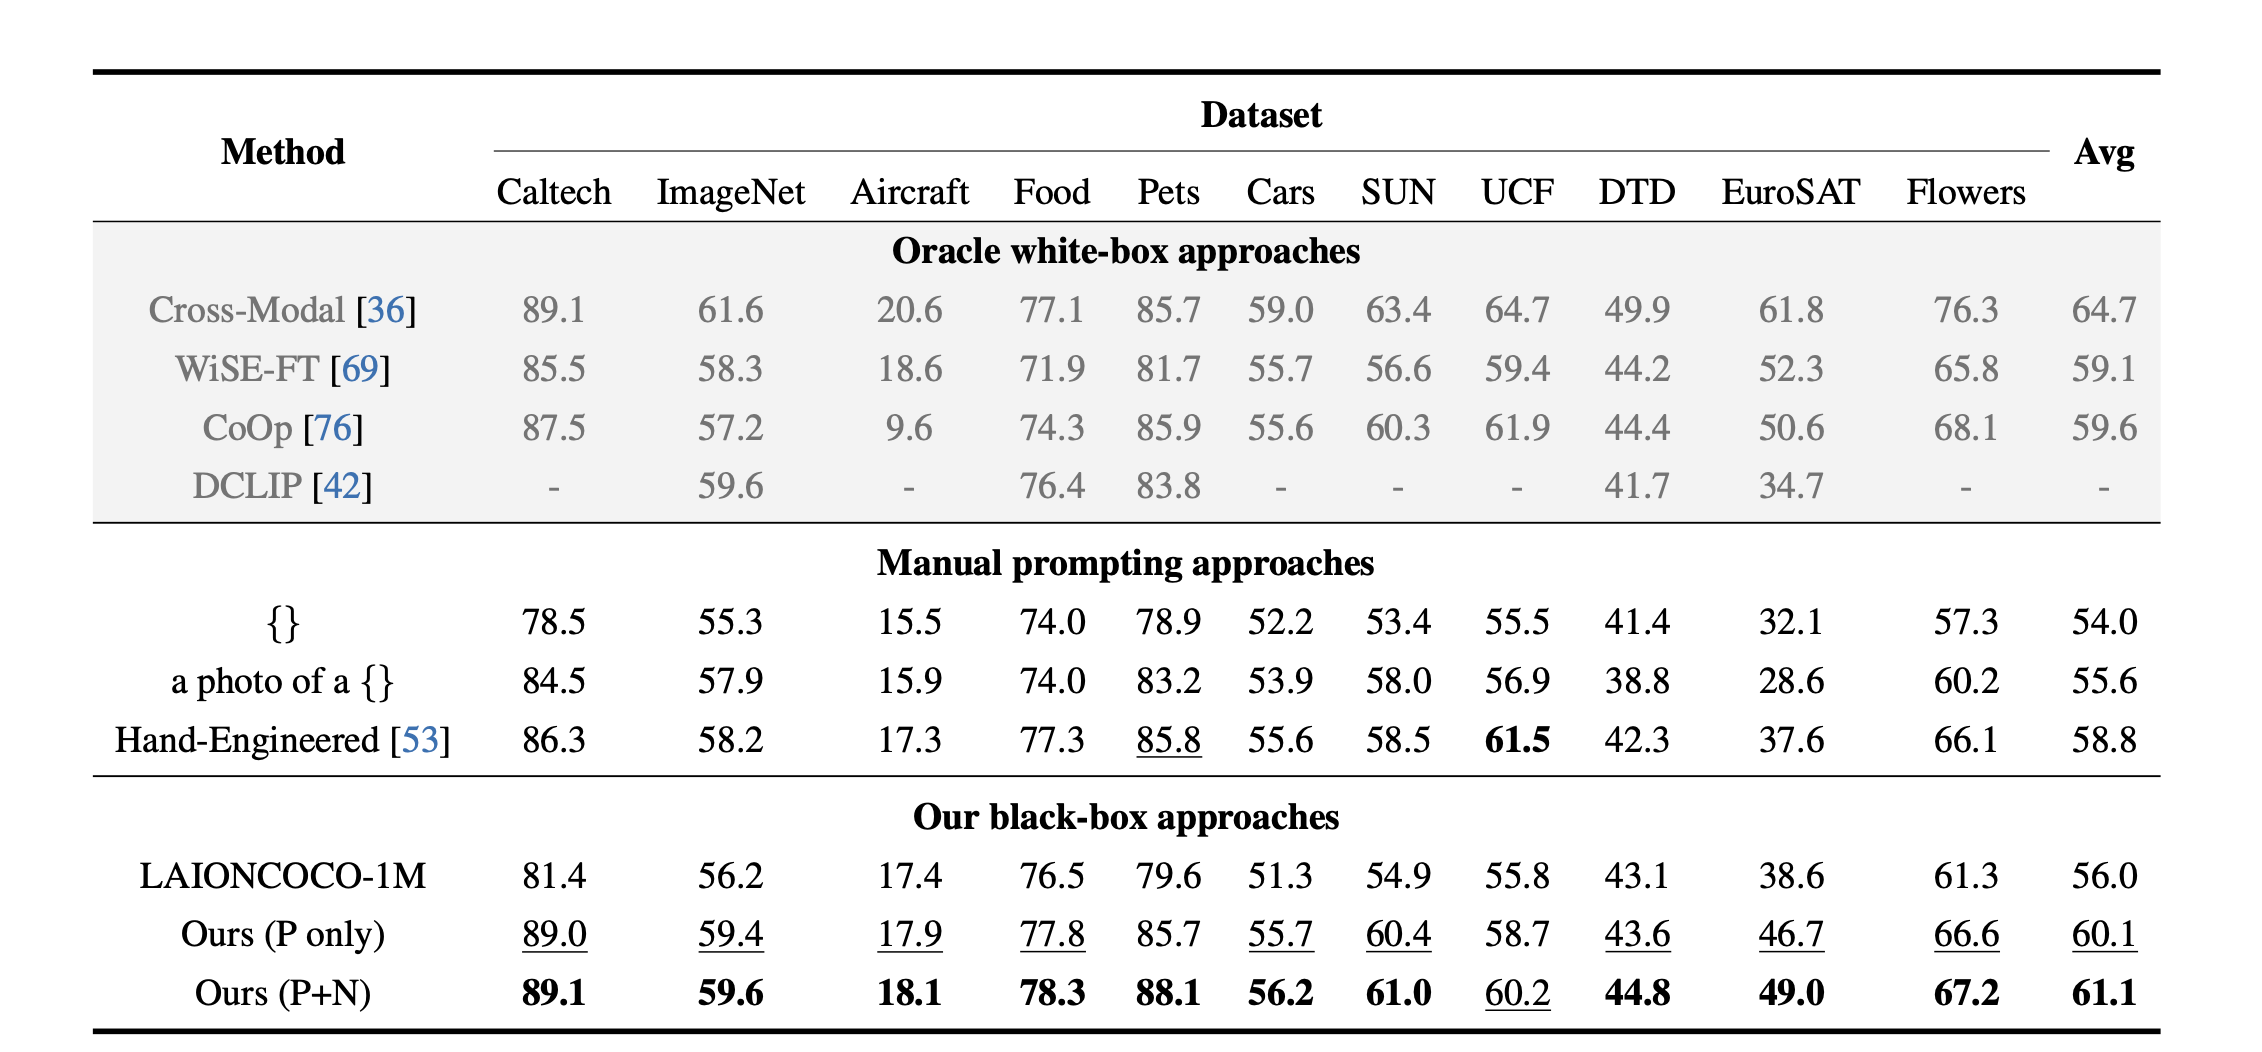 Method Dataset Avg
Caltech ImageNet Aircraft Food Pets Cars SUN UCF DTD EuroSAT Flowers
Oracle white-box approaches
Cross-Modal [36] 89.1 61.6 20.6 77.1 85.7 59.0 63.4 64.7 49.9 61.8 76.3 64.7
WiSE-FT [69] 85.5 58.3 18.6 71.9 81.7 55.7 56.6 59.4 44.2 52.3 65.8 59.1
CoOp [76] 87.5 57.2 9.6 74.3 85.9 55.6 60.3 61.9 44.4 50.6 68.1 59.6
DCLIP [42] - 59.6 - 76.4 83.8 - - - 41.7 34.7 - -
Manual prompting approaches
{} 78.5 55.3 15.5 74.0 78.9 52.2 53.4 55.5 41.4 32.1 57.3 54.0
a photo of a {} 84.5 57.9 15.9 74.0 83.2 53.9 58.0 56.9 38.8 28.6 60.2 55.6
Hand-Engineered [53] 86.3 58.2 17.3 77.3 85.8 55.6 58.5 61.5 42.3 37.6 66.1 58.8
Our black-box approaches
LAIONCOCO-1M 81.4 56.2 17.4 76.5 79.6 51.3 54.9 55.8 43.1 38.6 61.3 56.0
Ours (P only) 89.0 59.4 17.9 77.8 85.7 55.7 60.4 58.7 43.6 46.7 66.6 60.1
Ours (P+N) 89.1 59.6 18.1 78.3 88.1 56.2 61.0 60.2 44.8 49.0 67.2 61.1